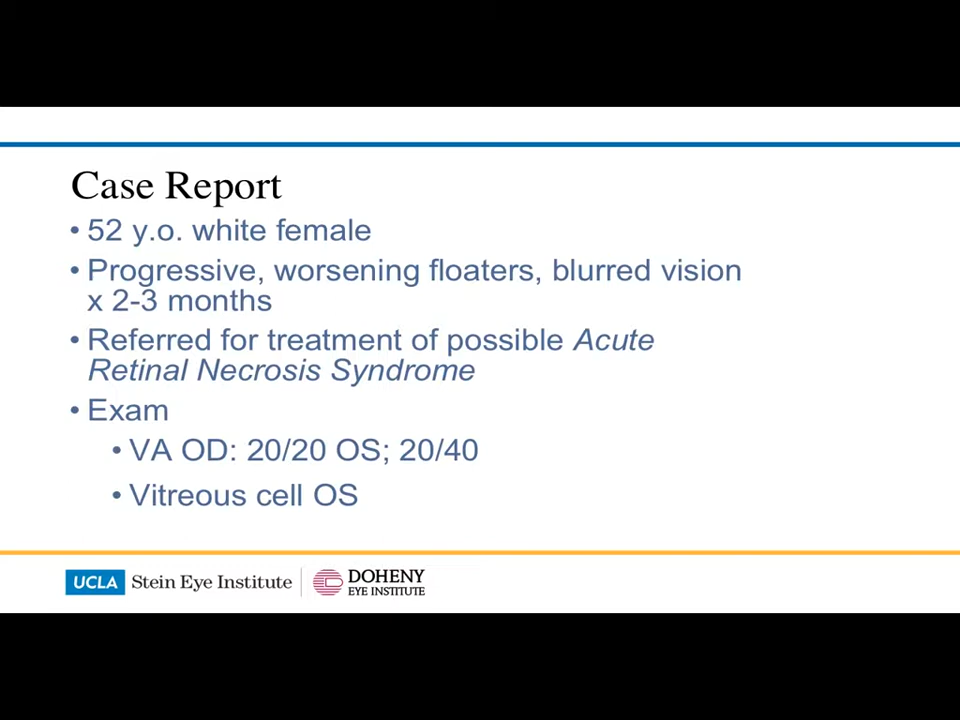 Case Report
• 52 y.o. white female
• Progressive, worsening floaters, blurred vision
x 2-3 months
• Referred for treatment of possible Acute
Retinal Necrosis Syndrome
• Exam
• VA OD: 20/20 OS; 20/40
• Vitreous cell OS
UCLA Stein Eye Institute
DOHENY
EYE INSTITUTE